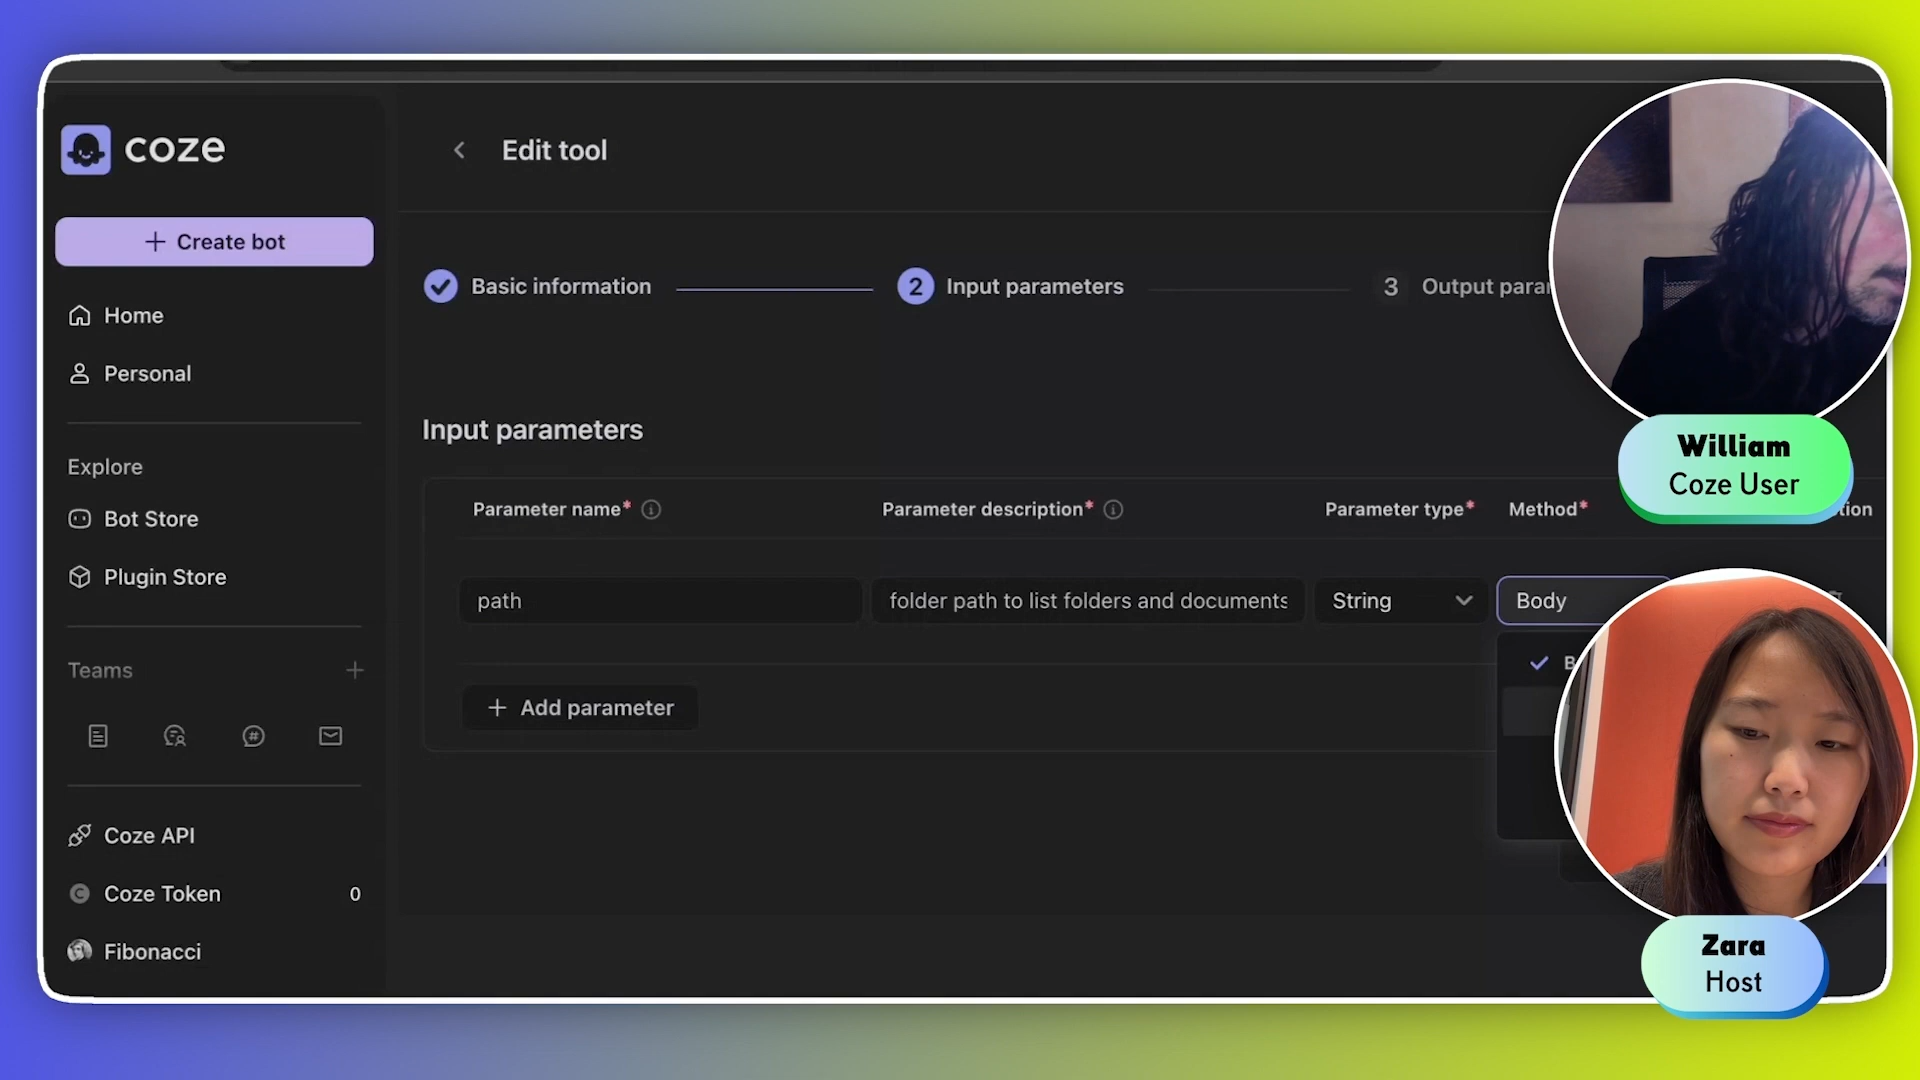 coze
Create bot
Home
Personal
Explore
Bot Store
Plugin Store
Teams
Coze API
Coze Token 0
Fibonacci
Edit tool
Basic information
2 Input parameters
3 Output
Input parameters
Parameter name*
Parameter description*
Parameter type*
Method*
path
folder path to list folders and documents
String
Body
Add parameter
William
Coze User
Zara
Host